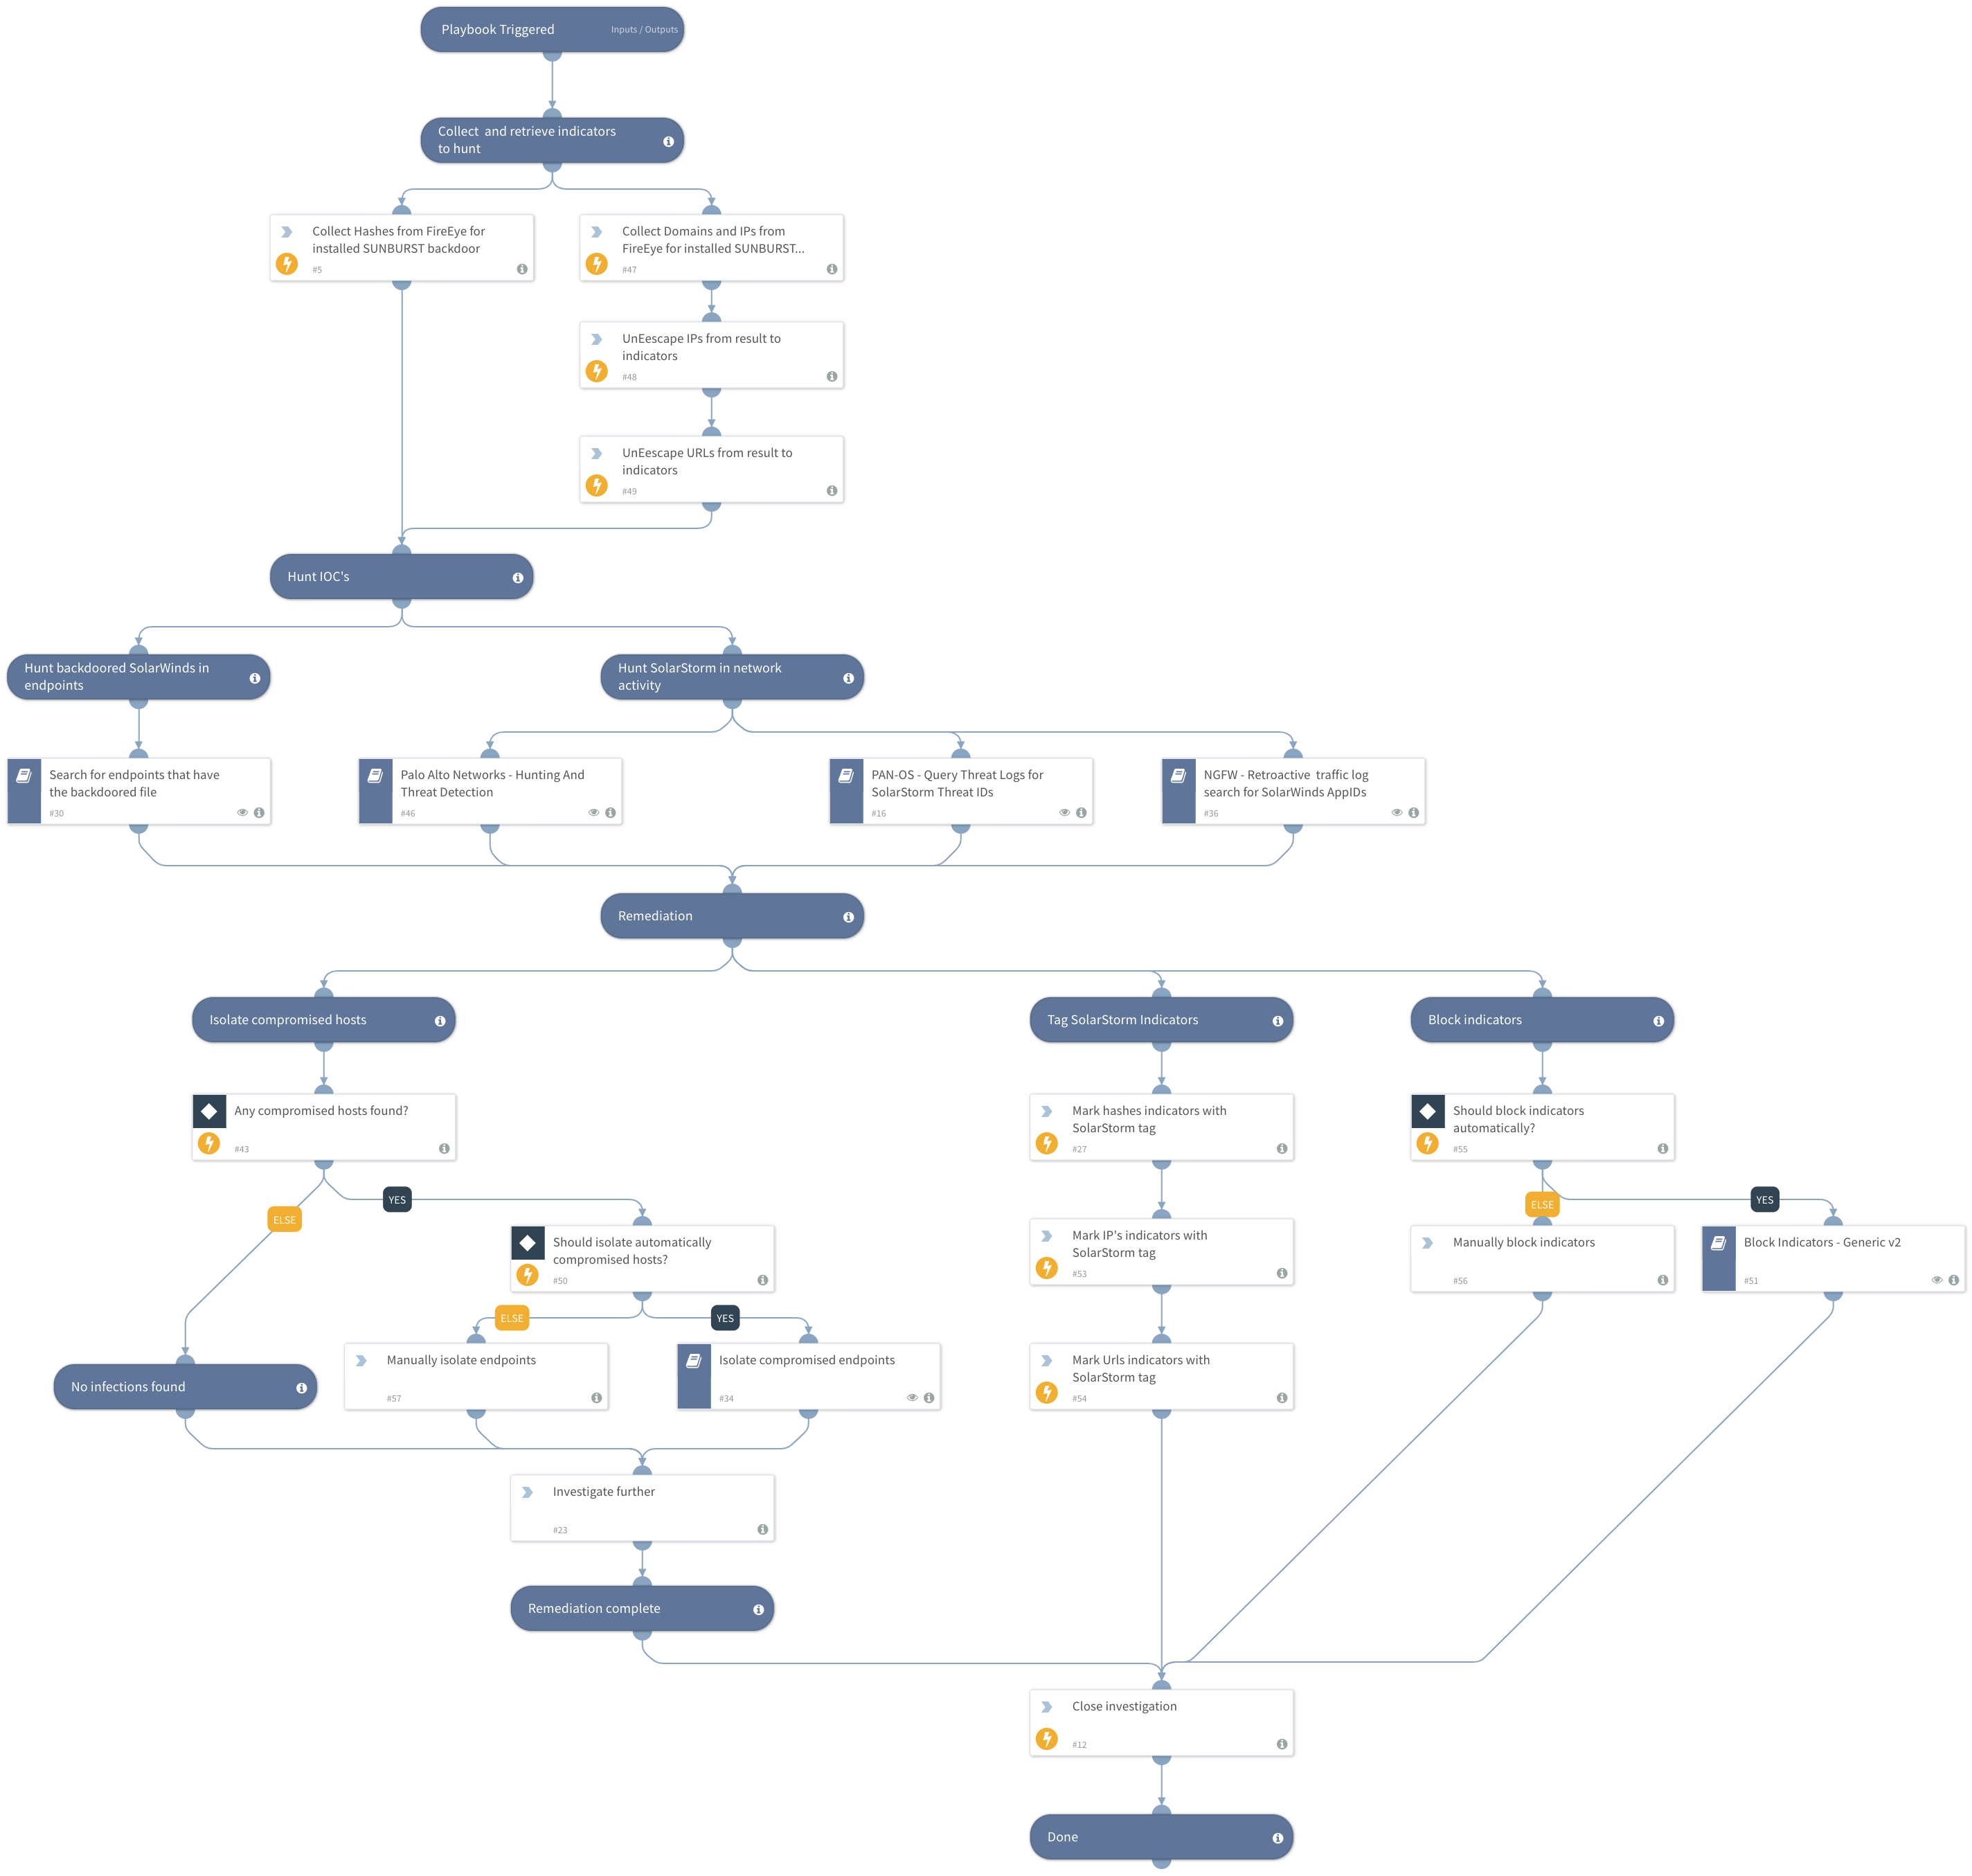 Playbook Triggered
Inputs / Outputs
Collect and retrieve indicators
to hunt
Collect Hashes from FireEye for
installed SUNBURST backdoor
#5
Collect Domains and IPs from
FireEye for installed SUNBURST...
#47
UnEescape IPs from result to
indicators
#48
UnEescape URLs from result to
indicators
#49
Hunt IOC's
Hunt backdoored SolarWinds in
endpoints
Hunt SolarStorm in network
activity
Search for endpoints that have
the backdoored file
#30
Palo Alto Networks - Hunting And
Threat Detection
#46
PAN-OS - Query Threat Logs for
SolarStorm Threat IDs
#16
NGFW - Retroactive traffic log
search for SolarWinds AppIDs
#36
Remediation
Isolate compromised hosts
Tag SolarStorm Indicators
Block indicators
Any compromised hosts found?
#43
Mark hashes indicators with
SolarStorm tag
#27
Should block indicators
automatically?
#55
ELSE
YES
ELSE
YES
Should isolate automatically
compromised hosts?
#50
Mark IP's indicators with
SolarStorm tag
#53
Manually block indicators
#56
Block Indicators - Generic v2
#51
ELSE
YES
No infections found
Manually isolate endpoints
#57
Isolate compromised endpoints
#34
Mark Urls indicators with
SolarStorm tag
#54
Investigate further
#23
Remediation complete
Close investigation
#12
Done